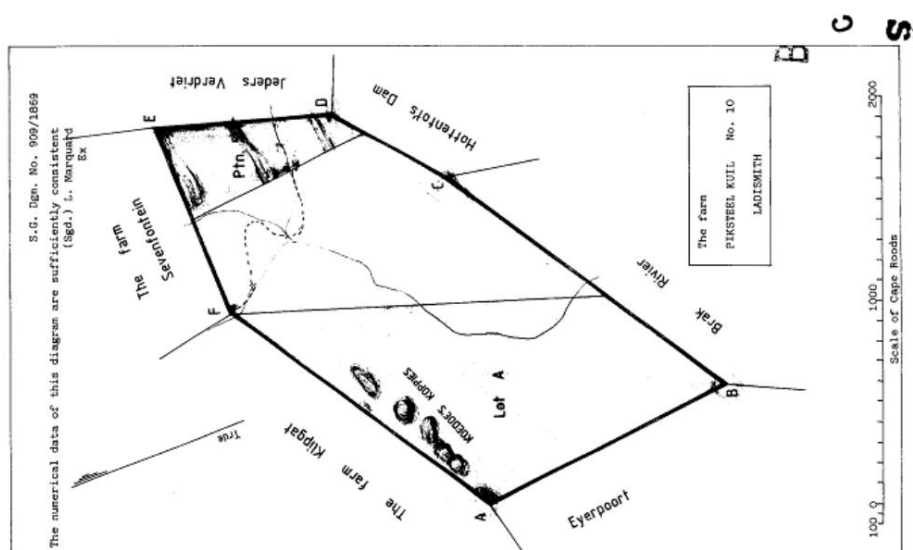 S
C
B
S.G. Dgm. No. 909/1869
The numerical data of this diagram are sufficiently consistent
(Sgd.) L. Marquard
Ex
Jeders Verdriet
E
D
Hottentot's Dam
Ptn.
The farm
Sevenfontein
C
The farm
PIKSTEEL KUIL No. 10
LADISMITH
F
Rivier
Brak
KOEDOE'S KOPPIES
Lot A
True
The farm Klipgat
B
A
Eyerpoort
100 0
1000
2000
Scale of Cape Roods